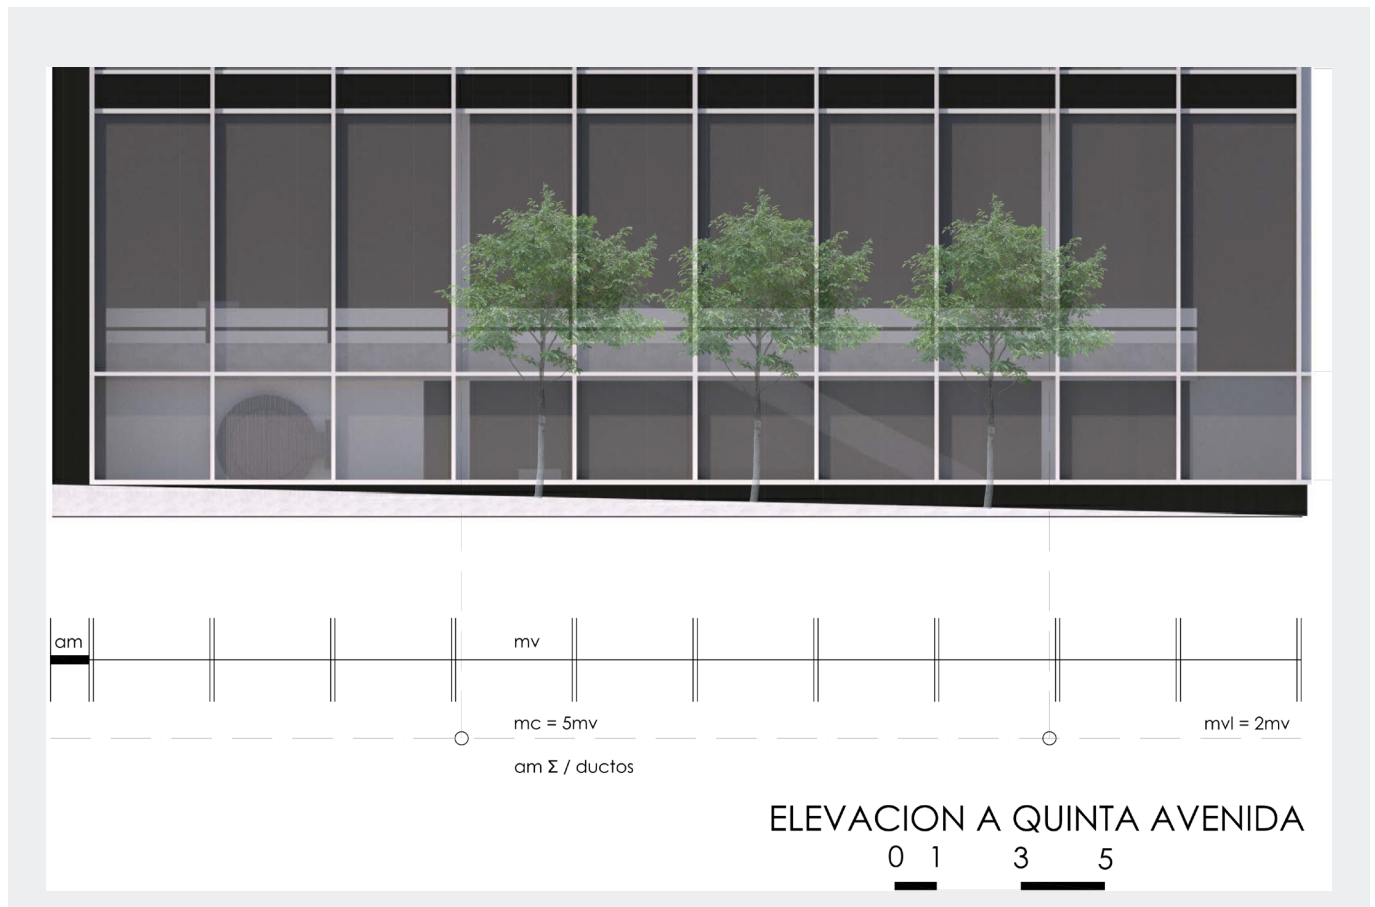 am
mv
mc = 5mv
mvl = 2mv
am Σ / ductos
ELEVACION A QUINTA AVENIDA
0 1 3 5